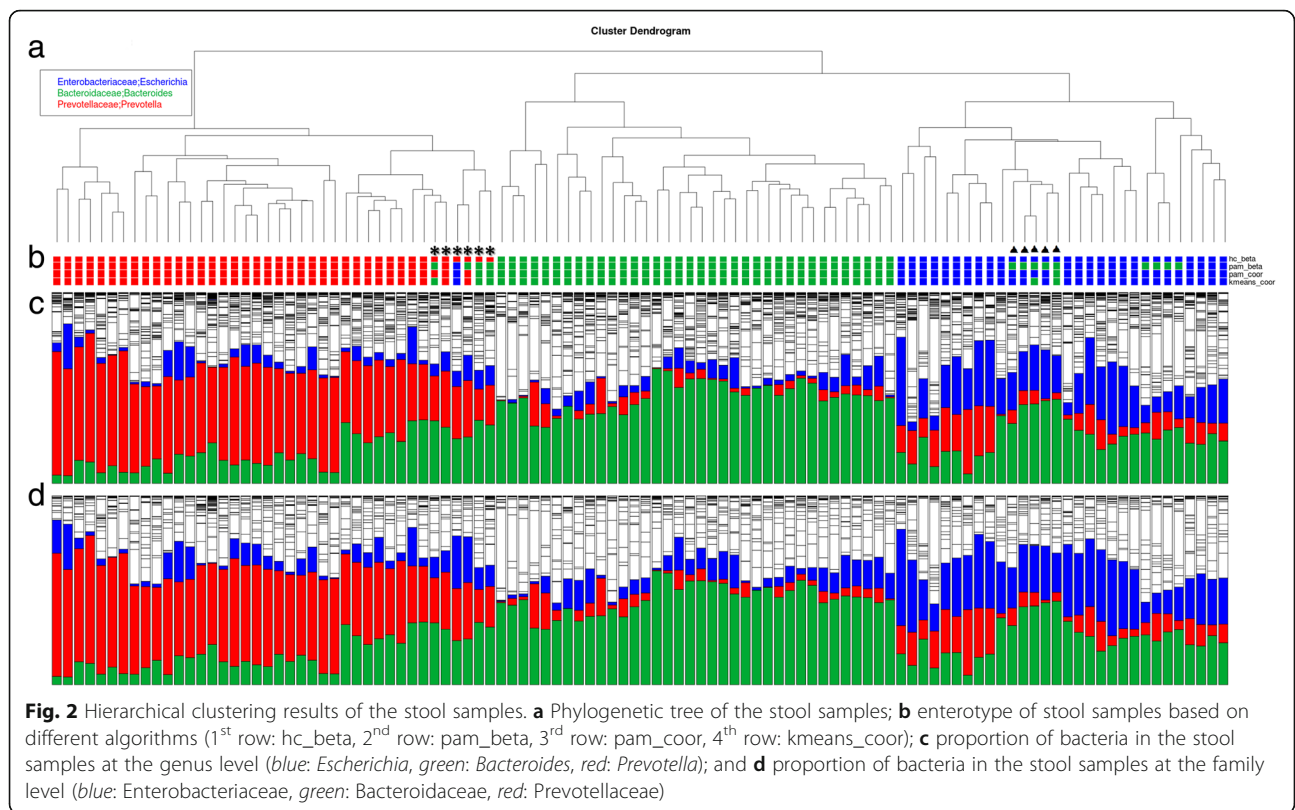 a
Cluster Dendrogram
Enterobacteriaceae;Escherichia
Bacteroidaceae;Bacteroides
Prevotellaceae;Prevotella
b
******
▲▲▲▲▲
hc_beta
pam_beta
pam_coor
kmeans_coor
c
d
Fig. 2 Hierarchical clustering results of the stool samples. a Phylogenetic tree of the stool samples; b enterotype of stool samples based on
different algorithms (1st row: hc_beta, 2nd row: pam_beta, 3rd row: pam_coor, 4th row: kmeans_coor); c proportion of bacteria in the stool
samples at the genus level (blue: Escherichia, green: Bacteroides, red: Prevotella); and d proportion of bacteria in the stool samples at the family
level (blue: Enterobacteriaceae, green: Bacteroidaceae, red: Prevotellaceae)